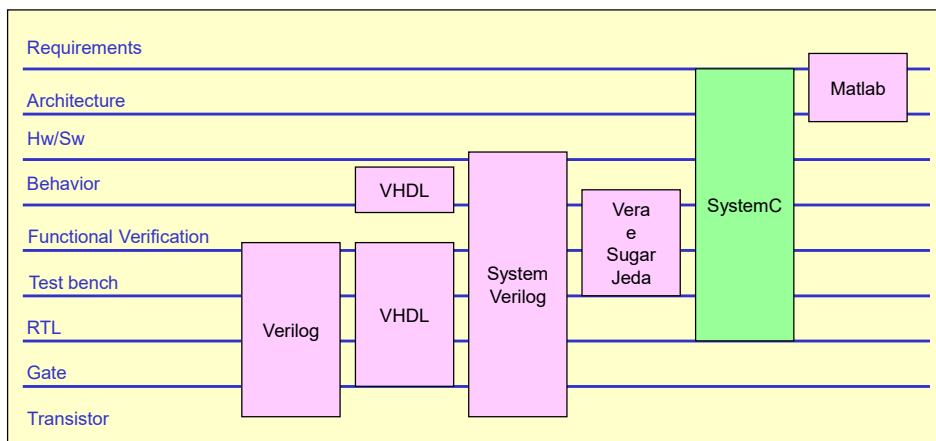 Requirements
Architecture
Hw/Sw
Behavior
Functional Verification
Test bench
RTL
Gate
Transistor
Verilog
VHDL
VHDL
System
Verilog
Vera
e
Sugar
Jeda
SystemC
Matlab